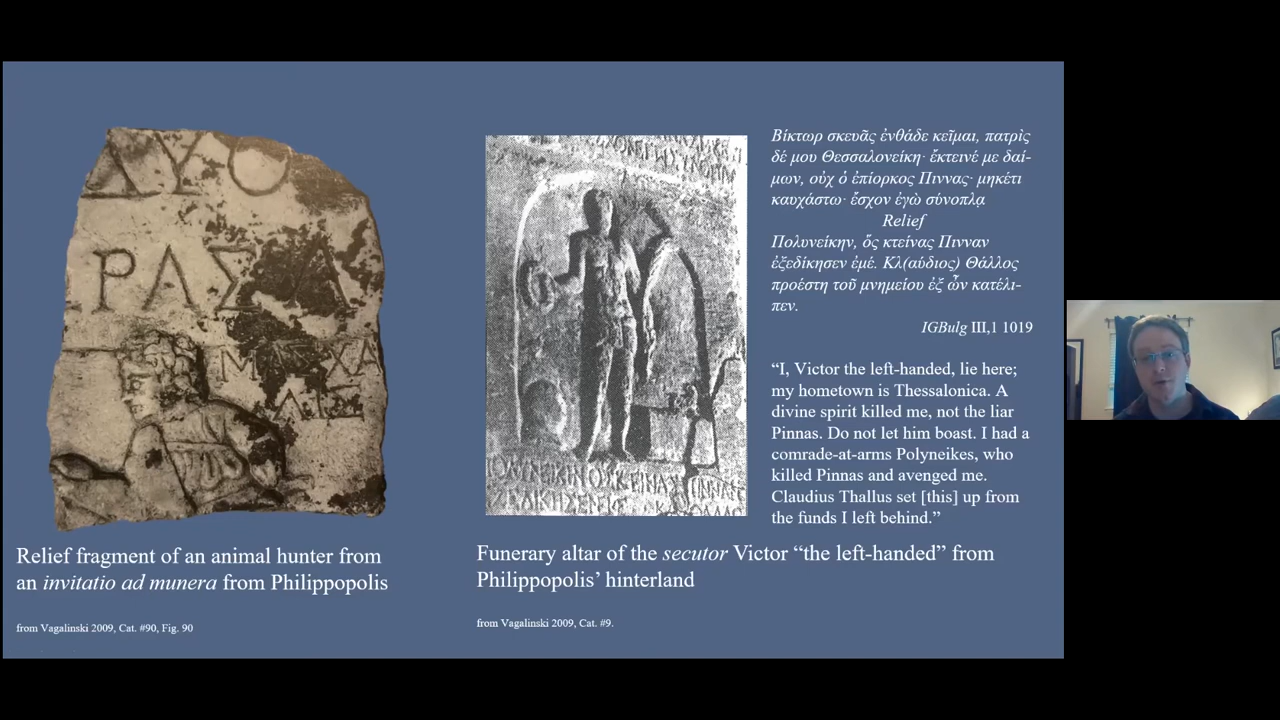 ΛΥΟ
ΡΑΣΑ
ΜΑΧΑ
Relief fragment of an animal hunter from
an invitatio ad munera from Philippopolis
from Vagalinski 2009, Cat. #90, Fig. 90
ΠΟΛΥΝΕΙΚΙΝΟΣΚΕΙΝΑΣ
Funerary altar of the secutor Victor “the left-handed” from
Philippopolis’ hinterland
from Vagalinski 2009, Cat. #9.
Βίκτωρ σκευᾶς ἐνθάδε κεῖμαι, πατρὶς
δέ μου Θεσσαλονείκη· ἔκτεινέ με δαί-
μων, οὐχ ὁ ἐπίορκος Πιννας· μηκέτι
καυχάστω· ἔσχον ἐγὼ σύνοπλᾳ
Relief
Πολυνείκην, ὅς κτείνας Πινναν
ἐξεδίκησεν ἐμέ. Κλ(αύδιος) Θάλλος
προέστη τοῦ μνημείου ἐξ ὧν κατέλι-
πεν.
IGBulg III,1 1019
“I, Victor the left-handed, lie here;
my hometown is Thessalonica. A
divine spirit killed me, not the liar
Pinnas. Do not let him boast. I had a
comrade-at-arms Polyneikes, who
killed Pinnas and avenged me.
Claudius Thallus set [this] up from
the funds I left behind.”